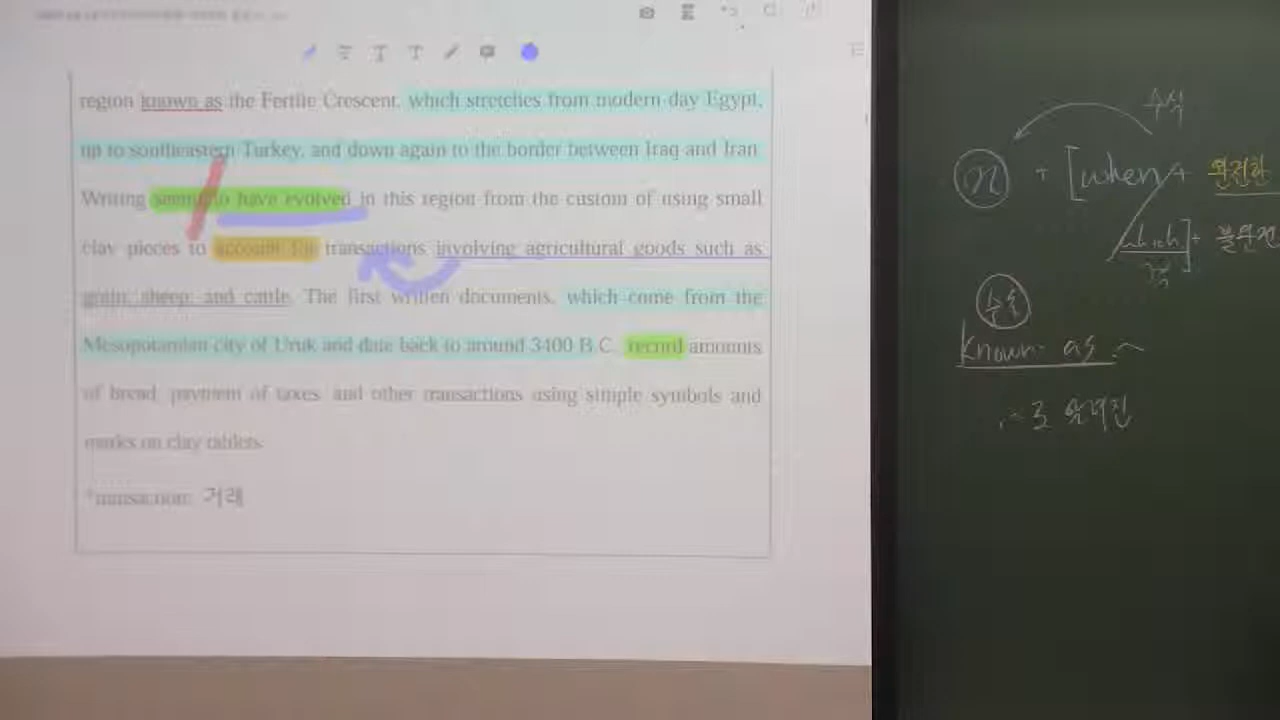 region known as the Fertile Crescent, which stretches from modern day Egypt,
up to southeastern Turkey, and down again to the border between Iraq and Iran.
Writing seems to have evolved in this region from the custom of using small
clay pieces to account for transactions involving agricultural goods such as
grain, sheep, and cattle. The first written documents, which come from the
Mesopotamian city of Uruk and date back to around 3400 B.C., record amounts
of bread, payment of taxes, and other transactions using simple symbols and
marks on clay tablets.
*transaction: 거래
수식
n + [when + 완전한
which] + 불완전
수식
known as ~
~로 알려진